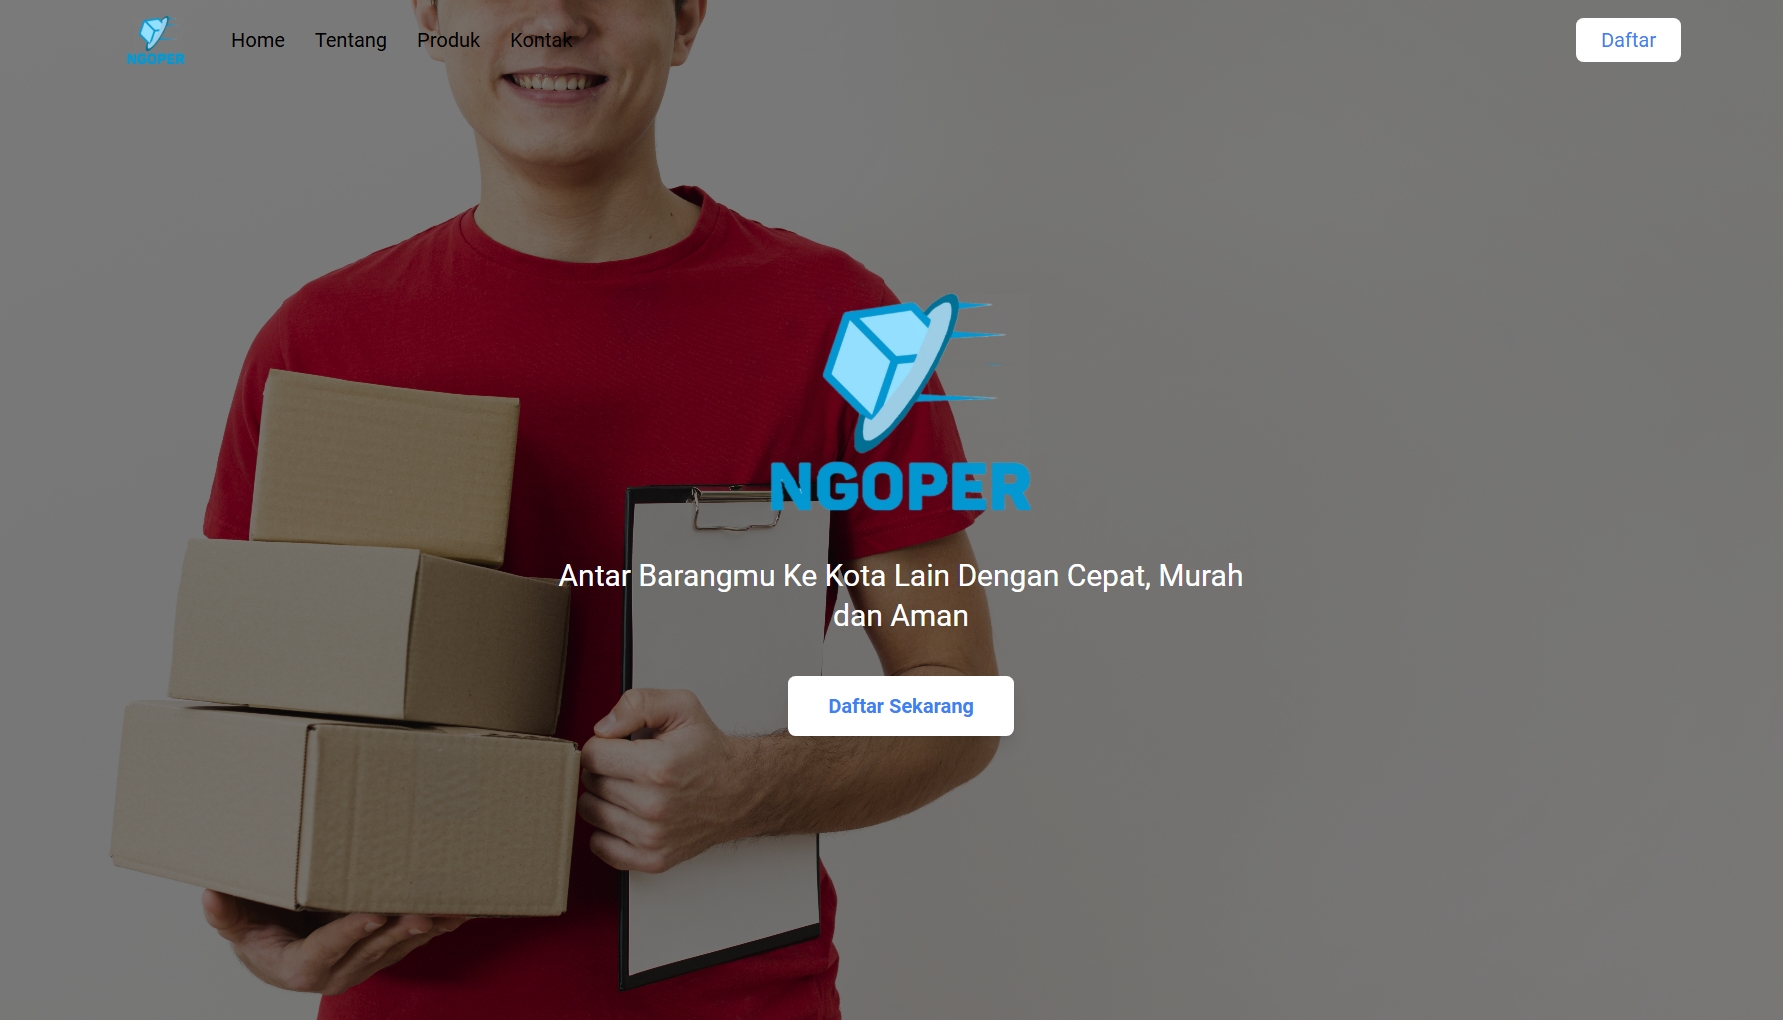 NGOPER
Home Tentang Produk Kontak
Daftar
NGOPER
Antar Barangmu Ke Kota Lain Dengan Cepat, Murah
dan Aman
Daftar Sekarang